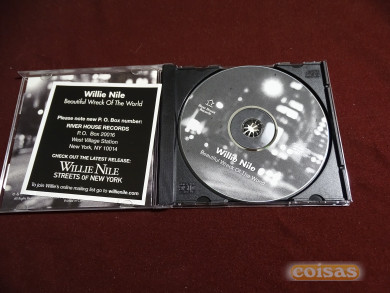 Willie Nile
Beautiful Wreck Of The World
Please note new P. O. Box number:
RIVER HOUSE RECORDS
P. O. Box 20016
West Village Station
New York, NY 10014
CHECK OUT THE LATEST RELEASE:
WILLIE NILE
STREETS OF NEW YORK
To join Willie's online mailing list go to willienile.com
Willie Nile
Beautiful Wreck Of The World
coisas